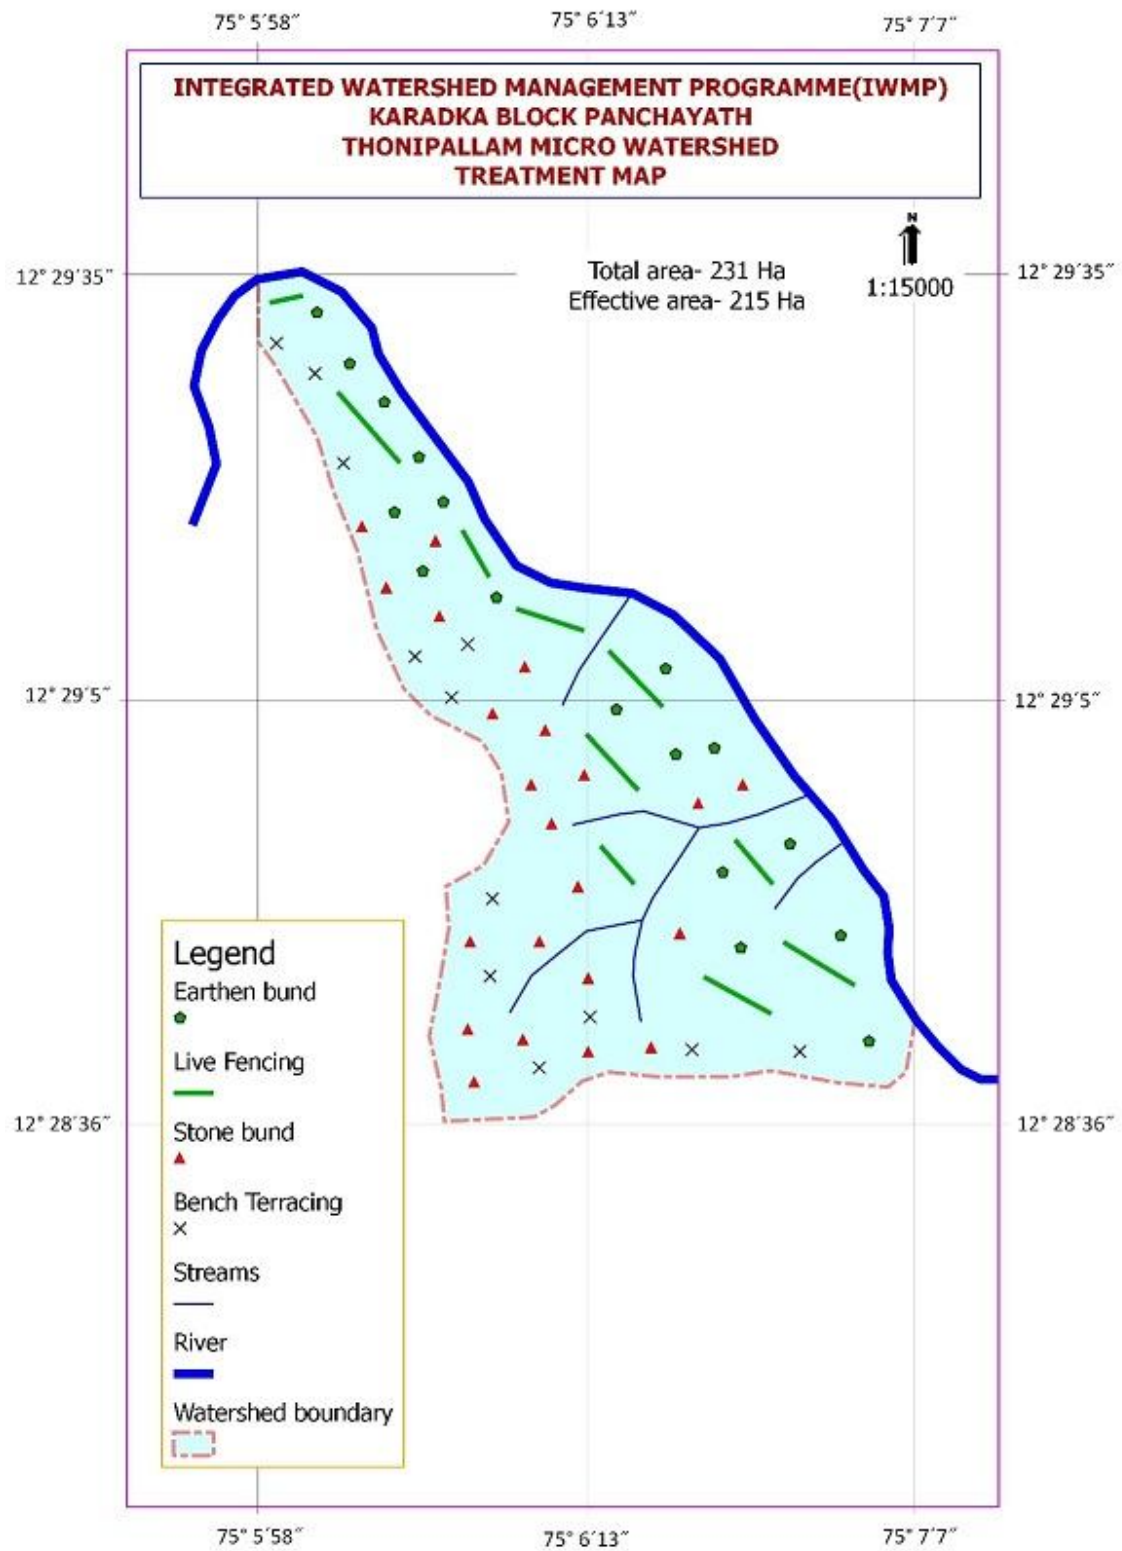 75° 5´58˝ 75° 6´13˝ 75° 7´7˝
INTEGRATED WATERSHED MANAGEMENT PROGRAMME(IWMP)
KARADKA BLOCK PANCHAYATH
THONIPALLAM MICRO WATERSHED
TREATMENT MAP
N
1:15000
12° 29´35˝ 12° 29´35˝
Total area- 231 Ha
Effective area- 215 Ha
12° 29´5˝ 12° 29´5˝
Legend
Earthen bund
Live Fencing
Stone bund
Bench Terracing
Streams
River
Watershed boundary
12° 28´36˝ 12° 28´36˝
75° 5´58˝ 75° 6´13˝ 75° 7´7˝